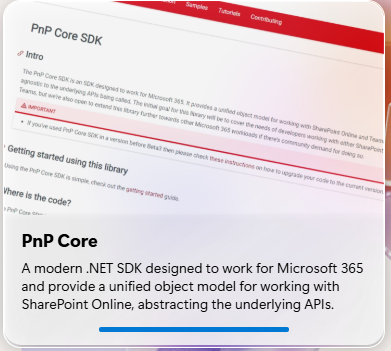 Samples Tutorials Contributing
PnP Core SDK
Intro
The PnP Core SDK is an SDK designed to work for Microsoft 365. It provides a unified object model for working with SharePoint Online and Teams
agnostic to the underlying APIs being called. The initial goal for this library will be to cover the needs of developers working with either SharePoint
Teams, but we're also open to extend this library further towards other Microsoft 365 workloads if there's community demand for doing so.
IMPORTANT
If you've used PnP Core SDK in a version before Beta3 then please check these instructions on how to upgrade your code to the current version
Getting started using this library
Using the PnP Core SDK is simple, check out the getting started guide.
Where is the code?
PnP Core
A modern .NET SDK designed to work for Microsoft 365
and provide a unified object model for working with
SharePoint Online, abstracting the underlying APIs.